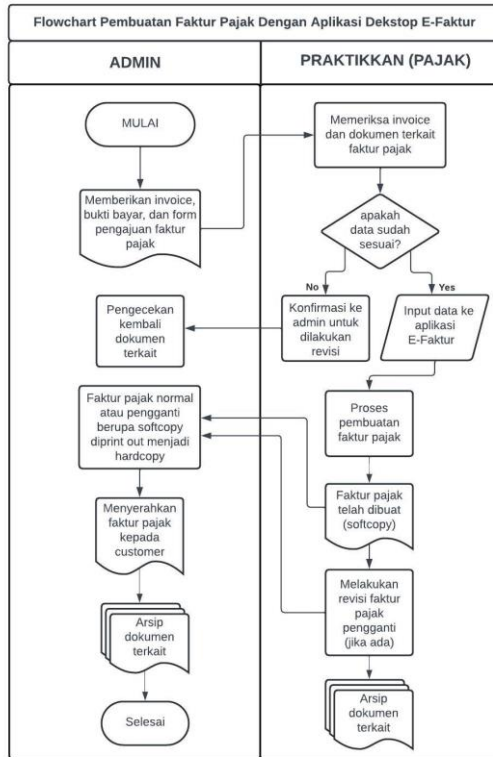 Flowchart Pembuatan Faktur Pajak Dengan Aplikasi Dekstop E-Faktur
ADMIN
PRAKTIKKAN (PAJAK)
MULAI
Memberikan invoice,
bukti bayar, dan form
pengajuan faktur
pajak
Memeriksa invoice
dan dokumen terkait
faktur pajak
apakah
data sudah
sesuai?
No
Yes
Pengecekan
kembali
dokumen
terkait
Konfirmasi ke
admin untuk
dilakukan
revisi
Input data ke
aplikasi
E-Faktur
Faktur pajak normal
atau pengganti
berupa softcopy
diprint out menjadi
hardcopy
Proses
pembuatan
faktur pajak
Menyerahkan
faktur pajak
kepada
customer
Faktur pajak
telah dibuat
(softcopy)
Melakukan
revisi faktur
pajak
pengganti
(jika ada)
Arsip
dokumen
terkait
Selesai
Arsip
dokumen
terkait